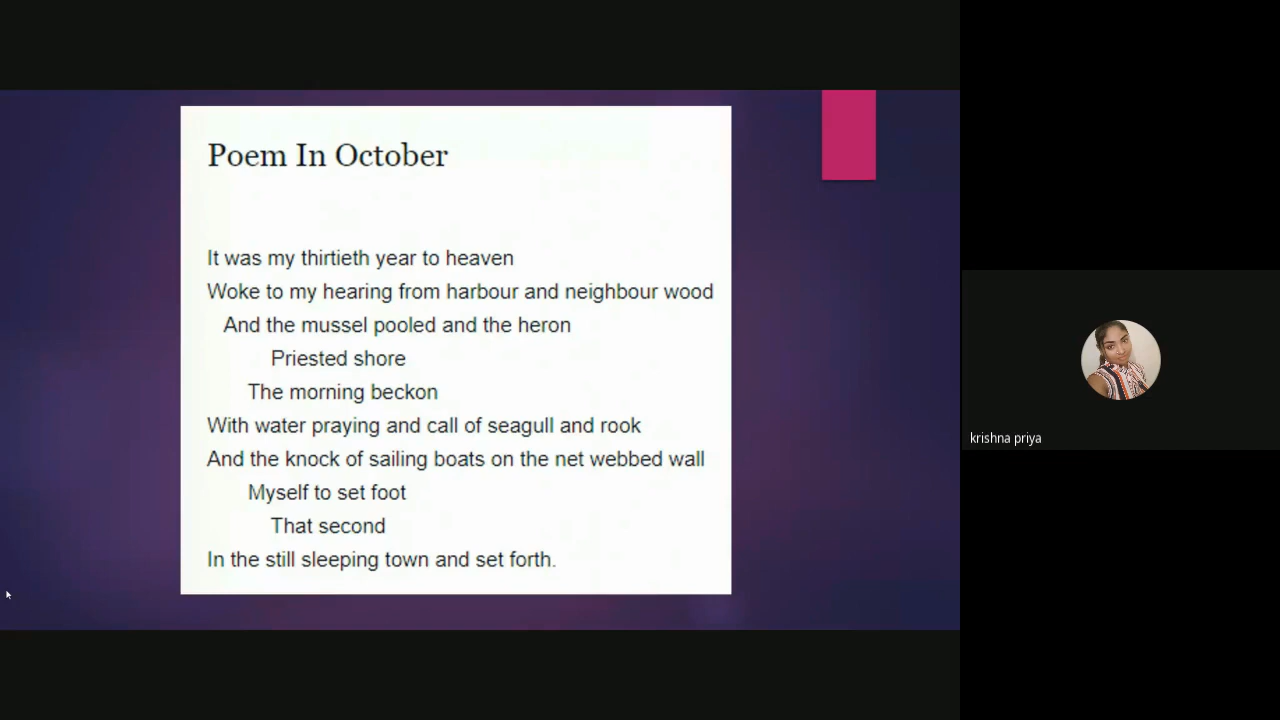 Poem In October
It was my thirtieth year to heaven
Woke to my hearing from harbour and neighbour wood
And the mussel pooled and the heron
Priested shore
The morning beckon
With water praying and call of seagull and rook
And the knock of sailing boats on the net webbed wall
Myself to set foot
That second
In the still sleeping town and set forth.
krishna priya